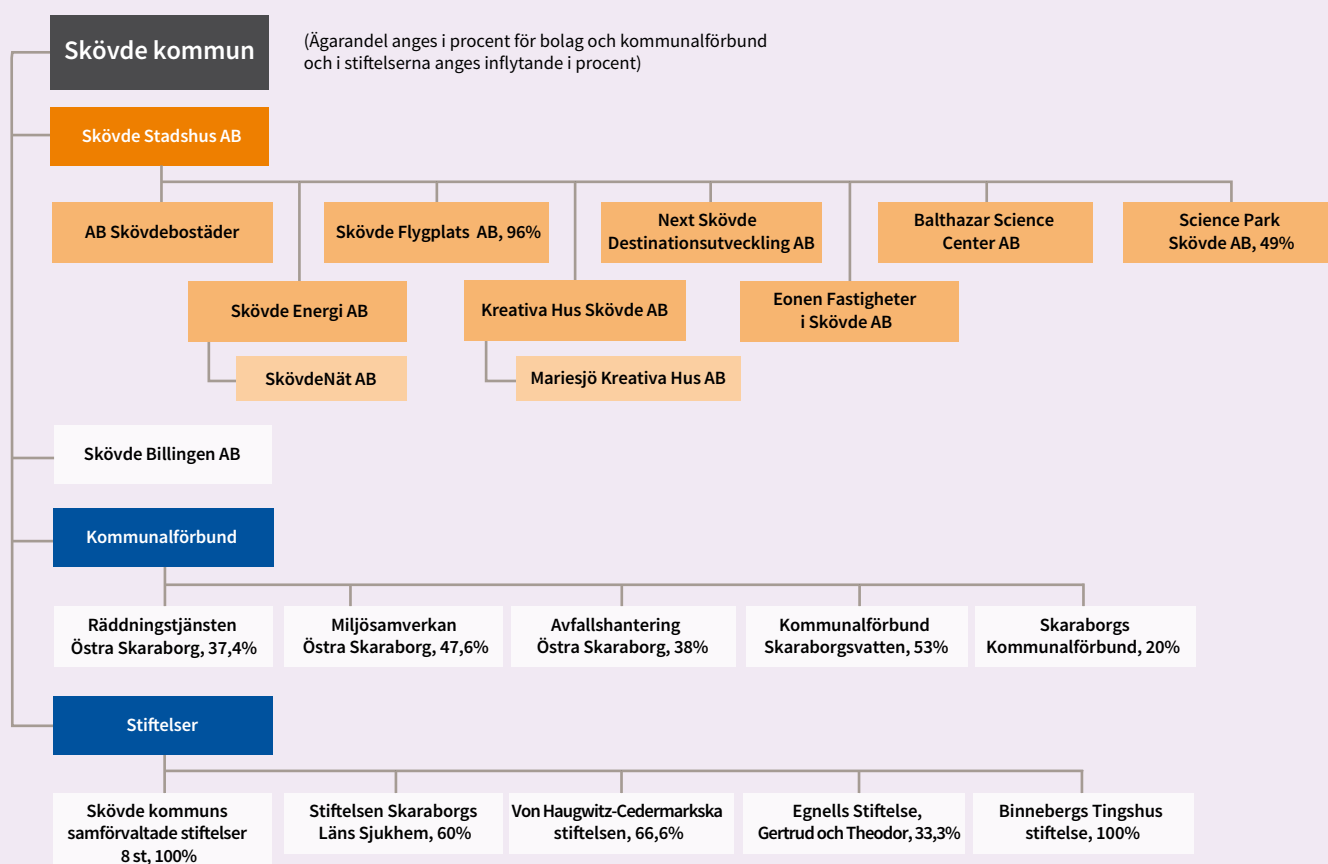 Skövde kommun
(Ägarandel anges i procent för bolag och kommunalförbund
och i stiftelserna anges inflytande i procent)
Skövde Stadshus AB
AB Skövdebostäder
Skövde Flygplats AB, 96%
Next Skövde
Destinationsutveckling AB
Balthazar Science
Center AB
Science Park
Skövde AB, 49%
Skövde Energi AB
Kreativa Hus Skövde AB
Eonen Fastigheter
i Skövde AB
SkövdeNät AB
Mariesjö Kreativa Hus AB
Skövde Billingen AB
Kommunalförbund
Räddningstjänsten
Östra Skaraborg, 37,4%
Miljösamverkan
Östra Skaraborg, 47,6%
Avfallshantering
Östra Skaraborg, 38%
Kommunalförbund
Skaraborgsvatten, 53%
Skaraborgs
Kommunalförbund, 20%
Stiftelser
Skövde kommuns
samförvaltade stiftelser
8 st, 100%
Stiftelsen Skaraborgs
Läns Sjukhem, 60%
Von Haugwitz-Cedermarkska
stiftelsen, 66,6%
Egnells Stiftelse,
Gertrud och Theodor, 33,3%
Binnebergs Tingshus
stiftelse, 100%